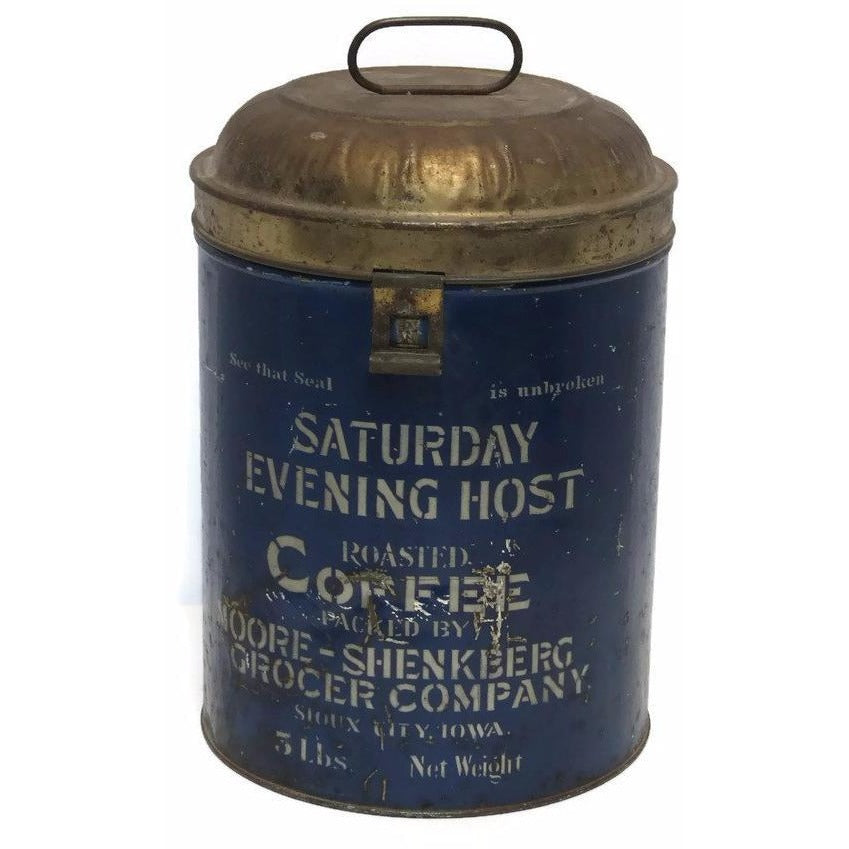 See that Seal is unbroken
SATURDAY
EVENING HOST
ROASTED
COFFEE
PACKED BY
MOORE-SHENKBERG
GROCER COMPANY
SIOUX CITY, IOWA.
Lbs. Net Weight